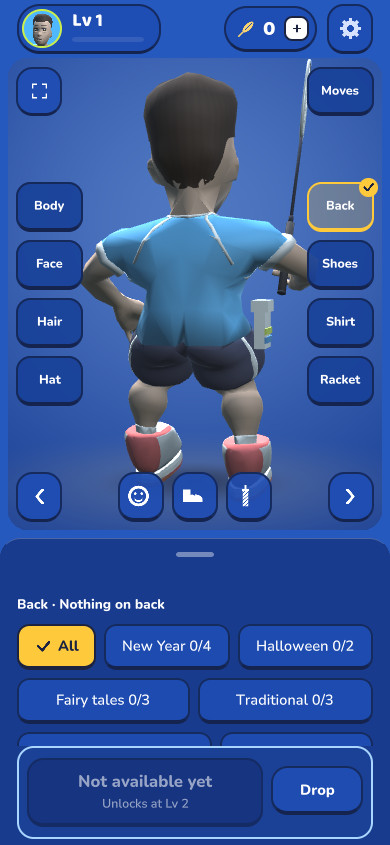 Lv 1
0
+
Moves
Body
Back
Face
Shoes
Hair
Shirt
Hat
Racket
Back · Nothing on back
All
New Year 0/4
Halloween 0/2
Fairy tales 0/3
Traditional 0/3
Not available yet
Unlocks at Lv 2
Drop